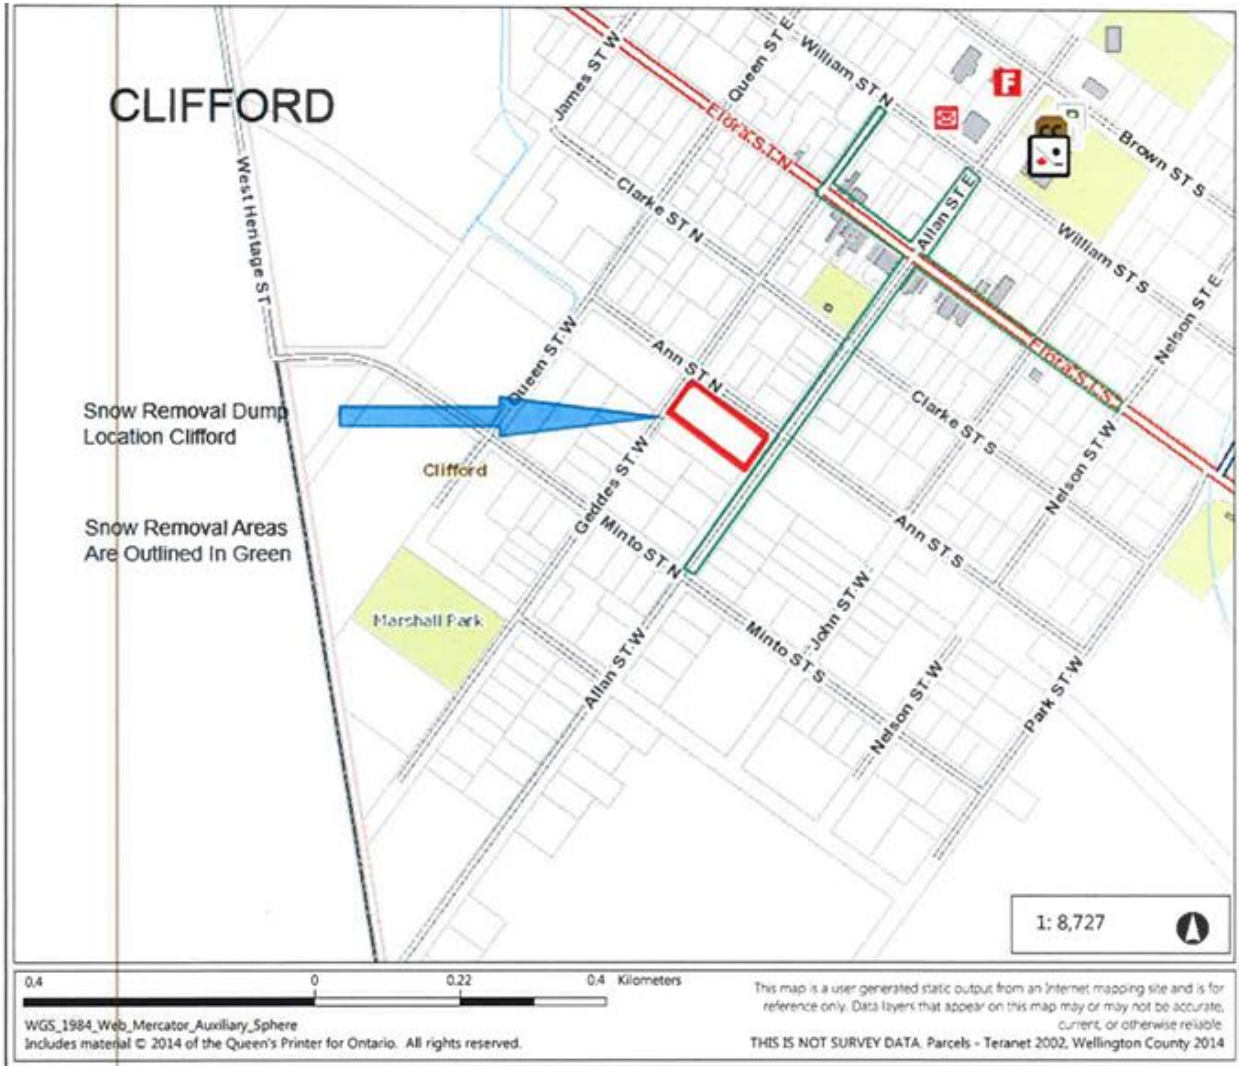 CLIFFORD
James ST W
Queen ST E
William ST N
F
Elora ST N
CC
Brown ST S
West Heritage ST
Clarke ST N
Allan ST E
William ST S
Nelson ST E
Queen ST W
Ann ST N
Elora ST S
Snow Removal Dump
Location Clifford
Clarke ST S
Clifford
Geddes ST W
Nelson ST W
Snow Removal Areas
Are Outlined In Green
Minto ST N
Ann ST S
Marshall Park
John ST W
Minto ST S
Allan ST W
Nelson ST W
Park ST W
1: 8,727
0.4 0 0.22 0.4 Kilometers
WGS_1984_Web_Mercator_Auxiliary_Sphere
Includes material © 2014 of the Queen's Printer for Ontario. All rights reserved.
This map is a user generated static output from an Internet mapping site and is for
reference only. Data layers that appear on this map may or may not be accurate,
current, or otherwise reliable.
THIS IS NOT SURVEY DATA. Parcels - Teranet 2002, Wellington County 2014